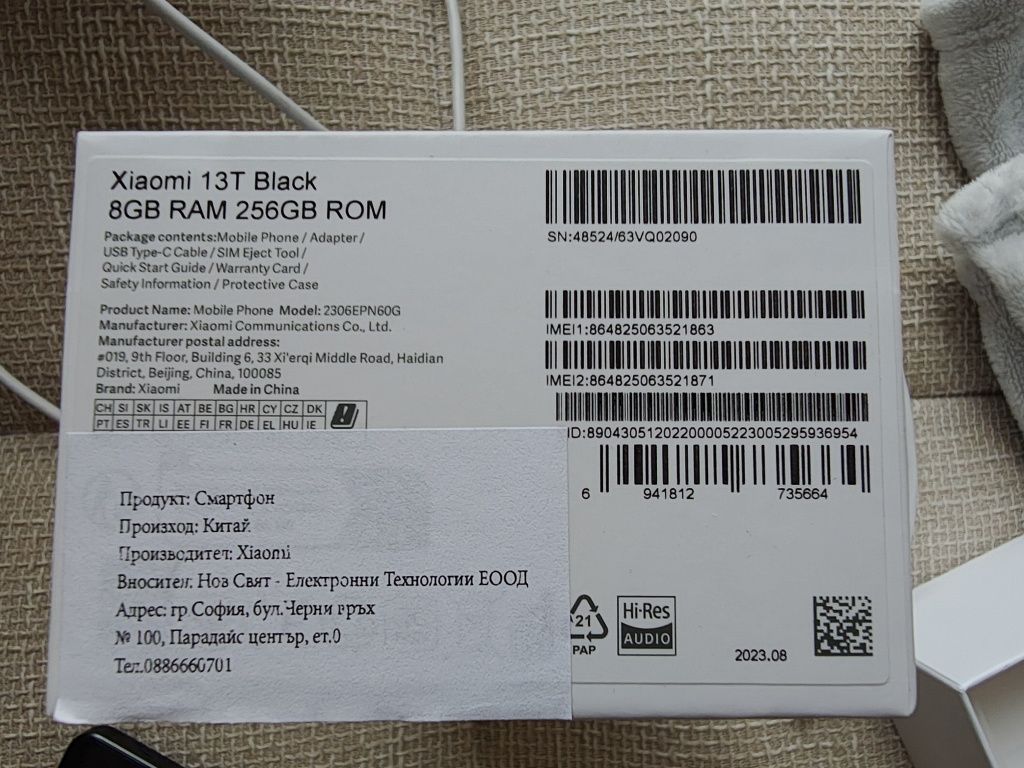 Xiaomi 13T Black
8GB RAM 256GB ROM
Package contents:Mobile Phone / Adapter /
USB Type-C Cable / SIM Eject Tool /
Quick Start Guide / Warranty Card /
Safety Information / Protective Case
Product Name: Mobile Phone Model: 2306EPN60G
Manufacturer: Xiaomi Communications Co., Ltd.
Manufacturer postal address:
#019, 9th Floor, Building 6, 33 Xi'erqi Middle Road, Haidian
District, Beijing, China, 100085
Brand: Xiaomi Made in China
CH SI SK IS AT BE BG HR CY CZ DK
PT ES TR LI EE FI FR DE EL HU IE
SN:48524/63VQ02090
IMEI1:864825063521863
IMEI2:864825063521871
ID:89043051202200005223005295936954
6 941812 735664
Продукт: Смартфон
Произход: Китай
Производител: Xiaomi
Вносител: Нов Свят - Електронни Технологии ЕООД
Адрес: гр София, бул.Черни връх
№ 100, Парадайс център, ет.0
Тел.0886660701
21
PAP
Hi-Res
AUDIO
2023.08